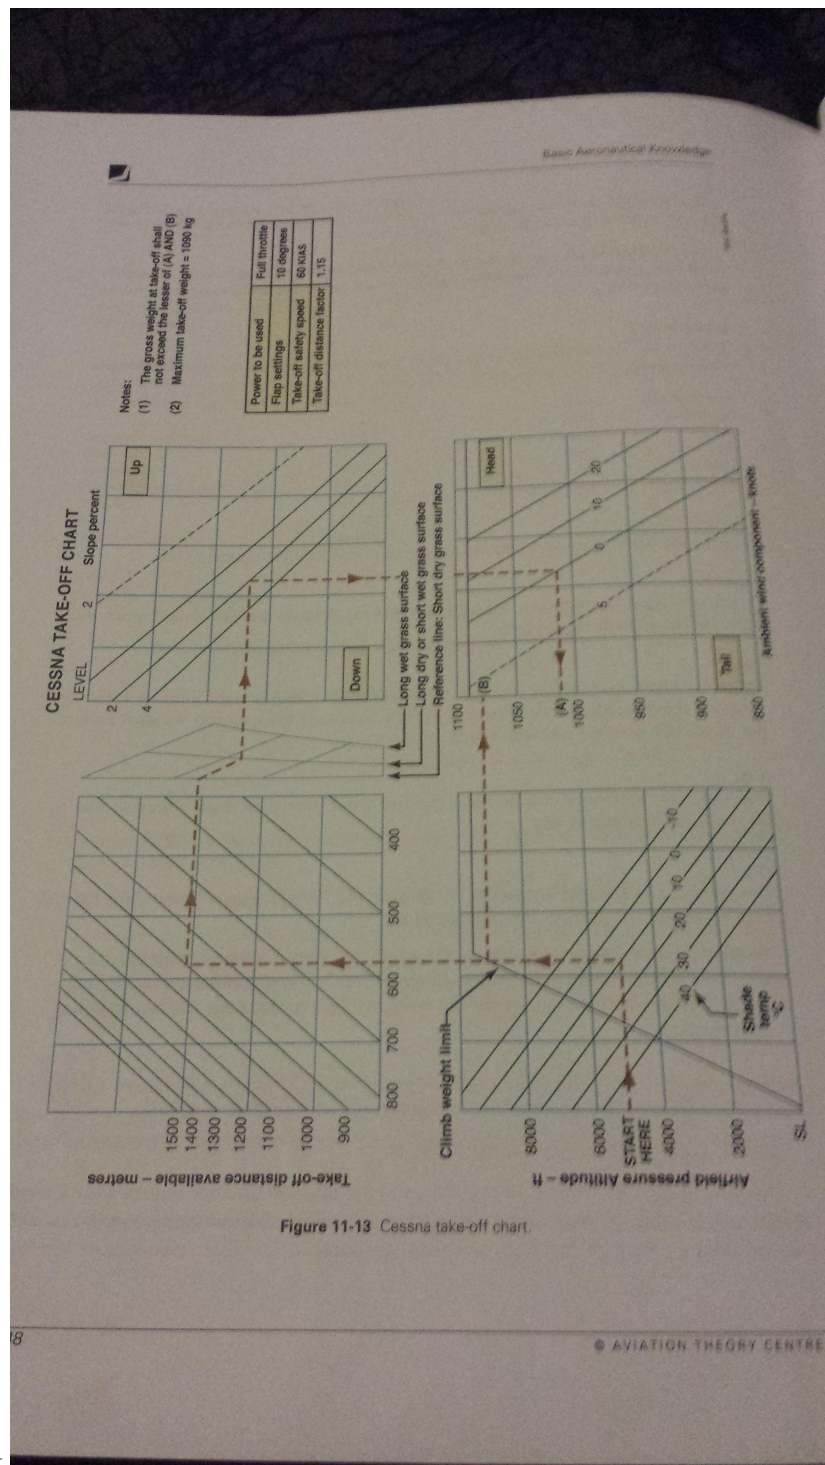 Basic Aeronautical Knowledge
CESSNA TAKE-OFF CHART
LEVEL
Slope percent
2
2
4
Up
Down
Notes:
(1) The gross weight at take-off shall
not exceed the lesser of (A) AND (B)
(2) Maximum take-off weight = 1090 kg
Power to be used Full throttle
Flap settings 10 degrees
Take-off safety speed 60 KIAS
Take-off distance factor 1.15
Take-off distance available – metres
1500
1400
1300
1200
1100
1000
900
800
700
600
500
400
Long wet grass surface
Long dry or short wet grass surface
Reference line: Short dry grass surface
Climb weight limit
Airfield pressure Altitude – ft
8000
6000
START
HERE
4000
2000
SL
40
30
20
10
0
-10
Shade
temp
°C
1100
(B)
1050
(A)
1000
950
900
850
Head
Tail
5
0
10
20
Ambient wind component – knots
Figure 11-13 Cessna take-off chart.
© AVIATION THEORY CENTRE